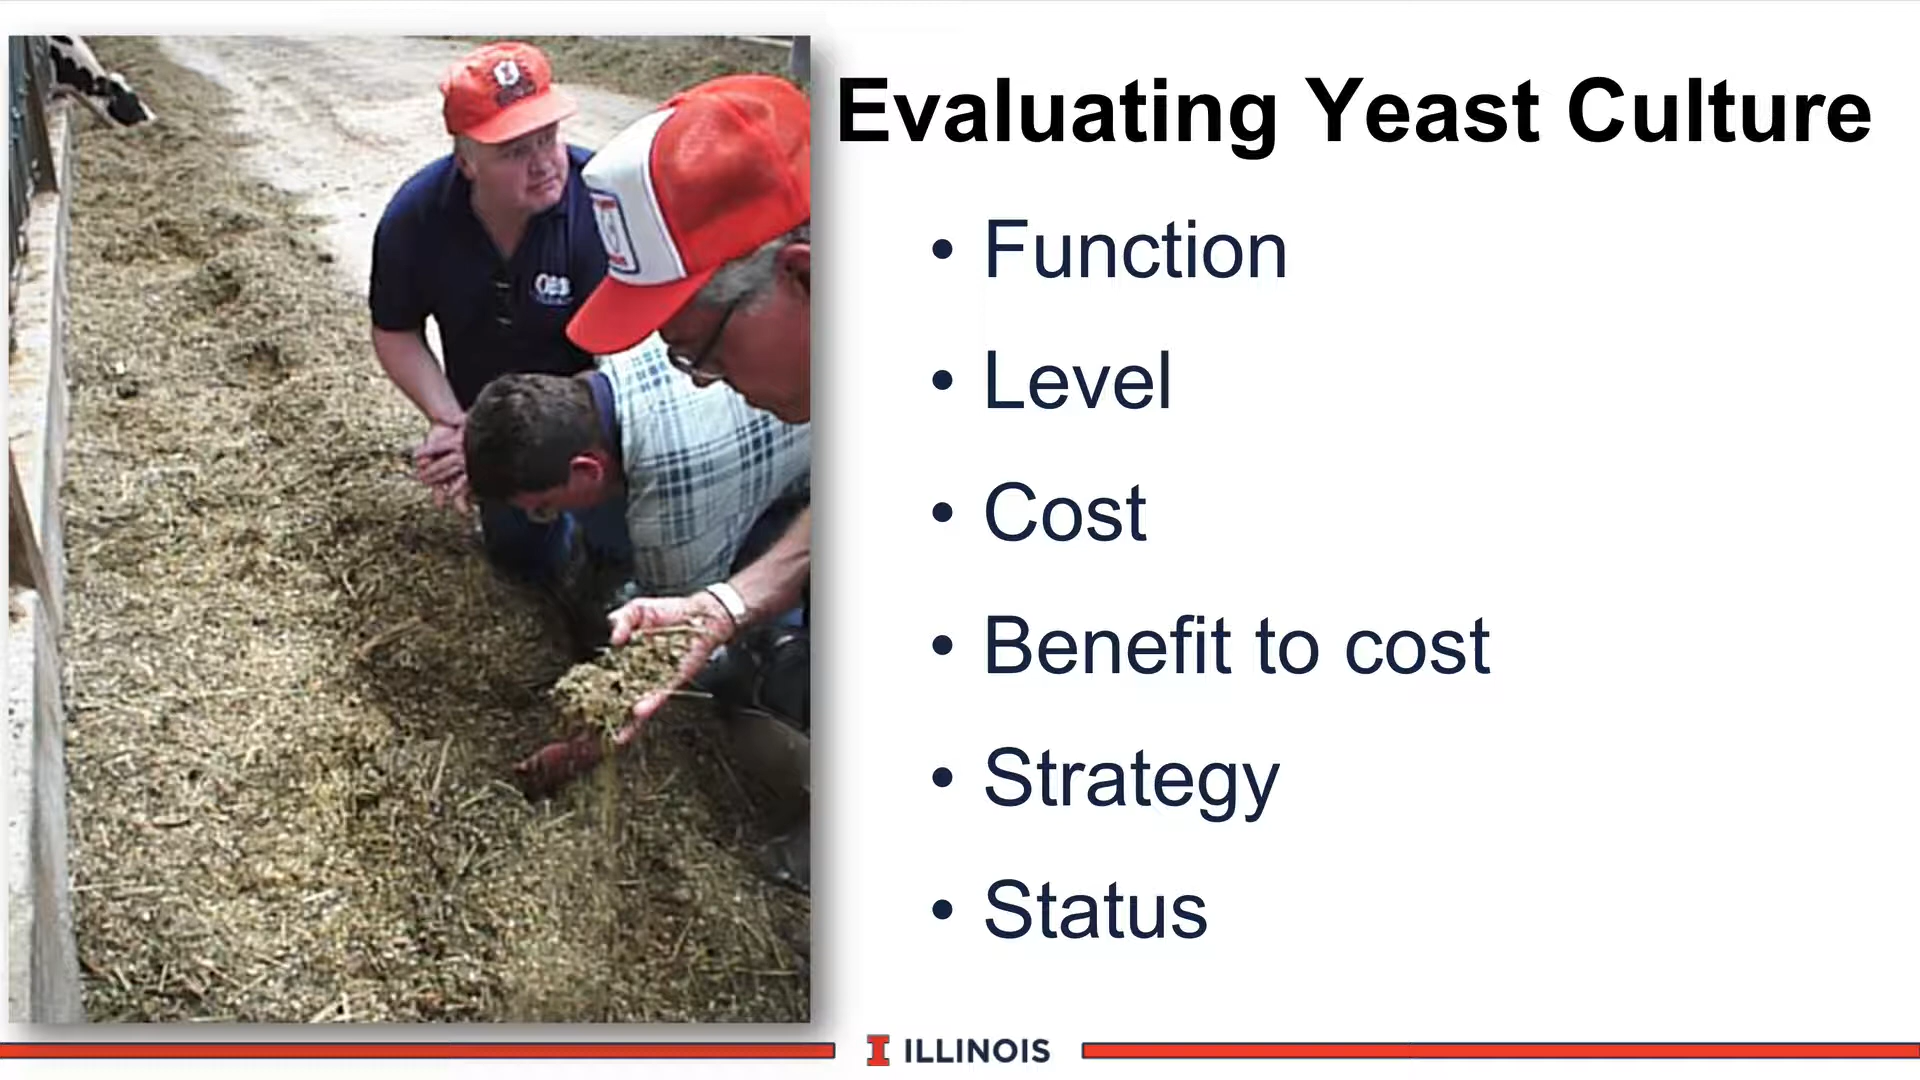 Evaluating Yeast Culture
• Function
• Level
• Cost
• Benefit to cost
• Strategy
• Status
I ILLINOIS